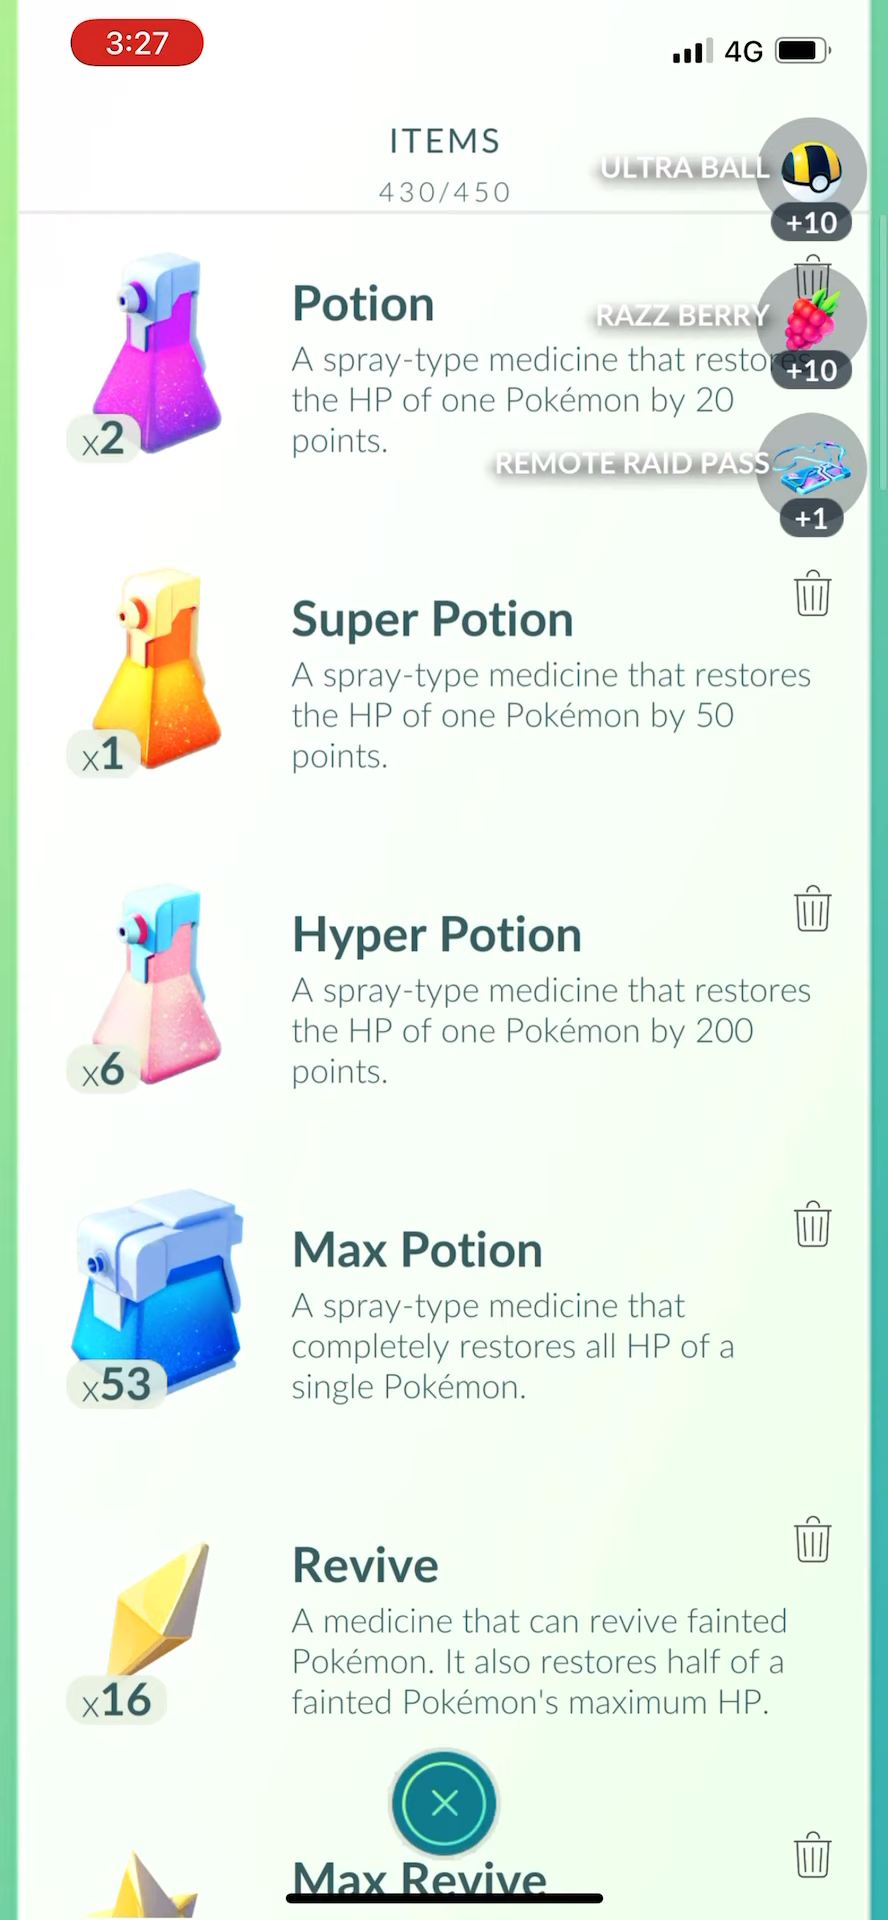 3:27
4G
ITEMS
430/450
ULTRA BALL
+10
RAZZ BERRY
+10
REMOTE RAID PASS
+1
Potion
A spray-type medicine that restores
the HP of one Pokémon by 20
points.
x2
Super Potion
A spray-type medicine that restores
the HP of one Pokémon by 50
points.
x1
Hyper Potion
A spray-type medicine that restores
the HP of one Pokémon by 200
points.
x6
Max Potion
A spray-type medicine that
completely restores all HP of a
single Pokémon.
x53
Revive
A medicine that can revive fainted
Pokémon. It also restores half of a
fainted Pokémon's maximum HP.
x16
Max Revive